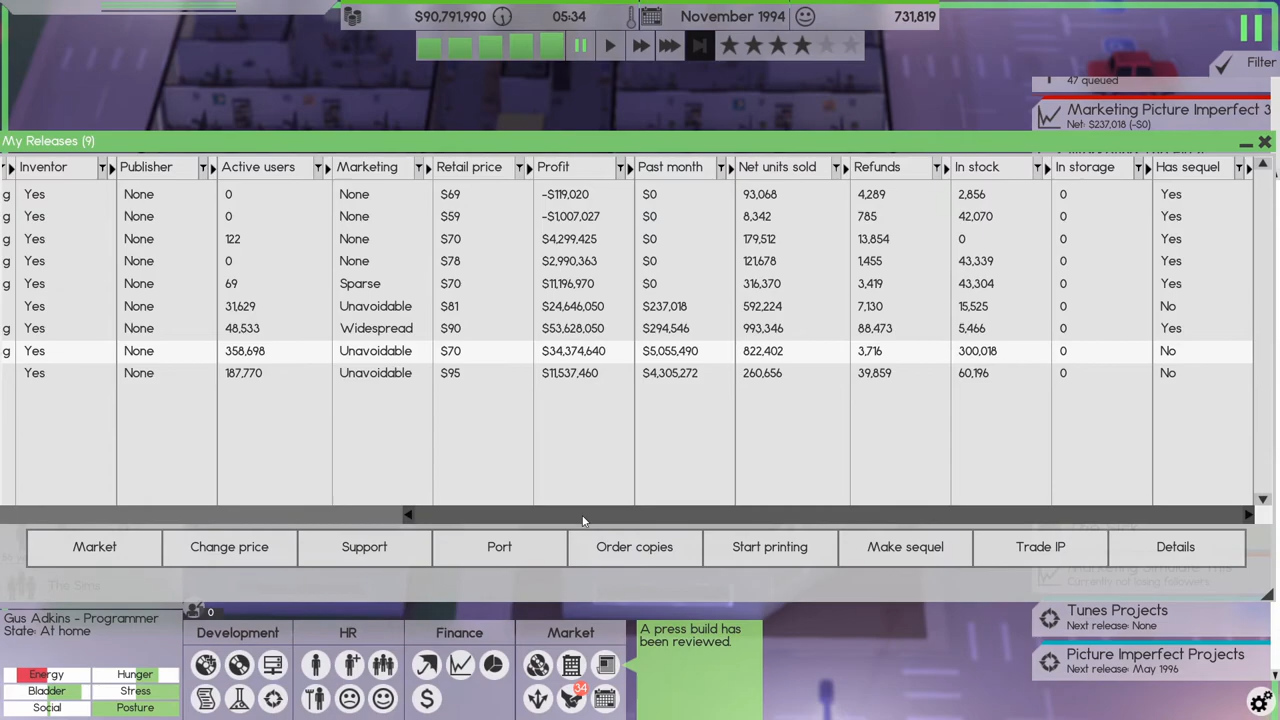 $90,791,990 05:34 November 1994 731,819
Filter
47 queued
Marketing Picture Imperfect 3
Net: $237,018 (-$0)
My Releases (9)
Inventor Publisher Active users Marketing Retail price Profit Past month Net units sold Refunds In stock In storage Has sequel
g Yes None 0 None $69 -$119,020 $0 93,068 4,289 2,856 0 Yes
Yes None 0 None $59 -$1,007,027 $0 8,342 785 42,070 0 Yes
g Yes None 122 None $70 $4,299,425 $0 179,512 13,854 0 0 Yes
g Yes None 0 None $78 $2,990,363 $0 121,678 1,455 43,339 0 Yes
g Yes None 69 Sparse $70 $11,196,970 $0 316,370 3,419 43,304 0 Yes
Yes None 31,629 Unavoidable $81 $24,646,050 $237,018 592,224 7,130 15,525 0 No
g Yes None 48,533 Widespread $90 $53,628,050 $294,546 993,346 88,473 5,466 0 Yes
g Yes None 358,698 Unavoidable $70 $34,374,640 $5,055,490 822,402 3,716 300,018 0 No
Yes None 187,770 Unavoidable $95 $11,537,460 $4,305,272 260,656 39,859 60,196 0 No
Market Change price Support Port Order copies Start printing Make sequel Trade IP Details
The Sims
Currently not losing followers
Tunes Projects
Next release: None
Picture Imperfect Projects
Next release: May 1996
Gus Adkins - Programmer
State: At home
Energy Hunger
Bladder Stress
Social Posture
0
Development HR Finance Market
34
A press build has
been reviewed.